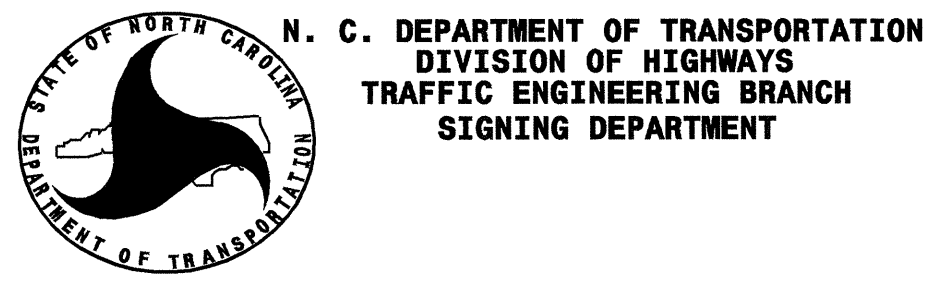 STATE OF NORTH CAROLINA
DEPARTMENT OF TRANSPORTATION
N. C. DEPARTMENT OF TRANSPORTATION
DIVISION OF HIGHWAYS
TRAFFIC ENGINEERING BRANCH
SIGNING DEPARTMENT